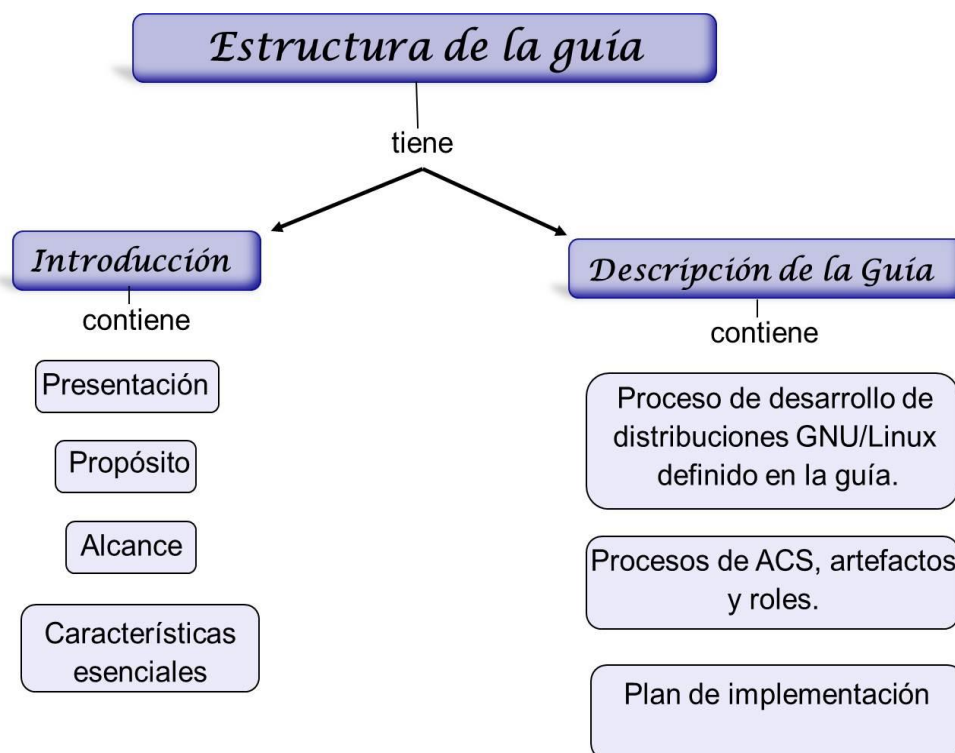 Estructura de la guía
tiene
Introducción
contiene
Presentación
Propósito
Alcance
Características
esenciales
Descripción de la Guía
contiene
Proceso de desarrollo de
distribuciones GNU/Linux
definido en la guía.
Procesos de ACS, artefactos
y roles.
Plan de implementación